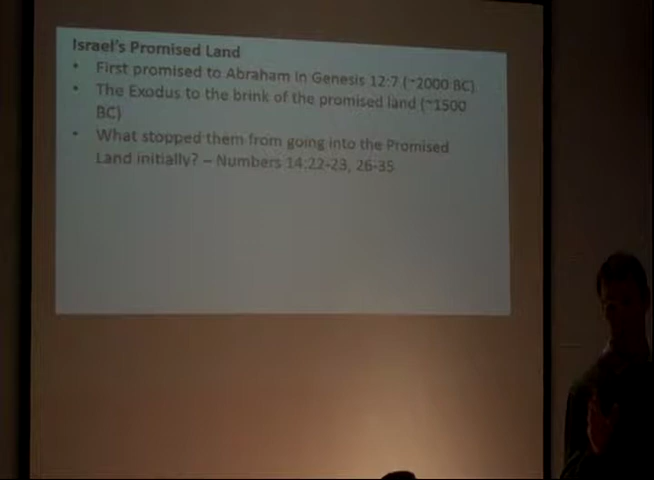 Israel's Promised Land
• First promised to Abraham in Genesis 12:7 (~2000 BC)
• The Exodus to the brink of the promised land (~1500
BC)
• What stopped them from going into the Promised
Land initially? – Numbers 14:22-23, 26-35